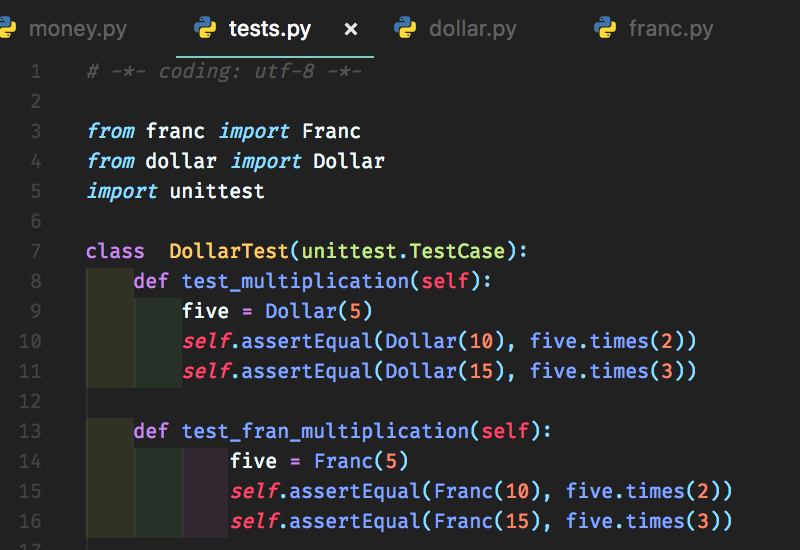 money.py tests.py × dollar.py franc.py
1 # -*- coding: utf-8 -*-
2
3 from franc import Franc
4 from dollar import Dollar
5 import unittest
6
7 class  DollarTest(unittest.TestCase):
8     def test_multiplication(self):
9         five = Dollar(5)
10         self.assertEqual(Dollar(10), five.times(2))
11         self.assertEqual(Dollar(15), five.times(3))
12
13     def test_fran_multiplication(self):
14             five = Franc(5)
15             self.assertEqual(Franc(10), five.times(2))
16             self.assertEqual(Franc(15), five.times(3))